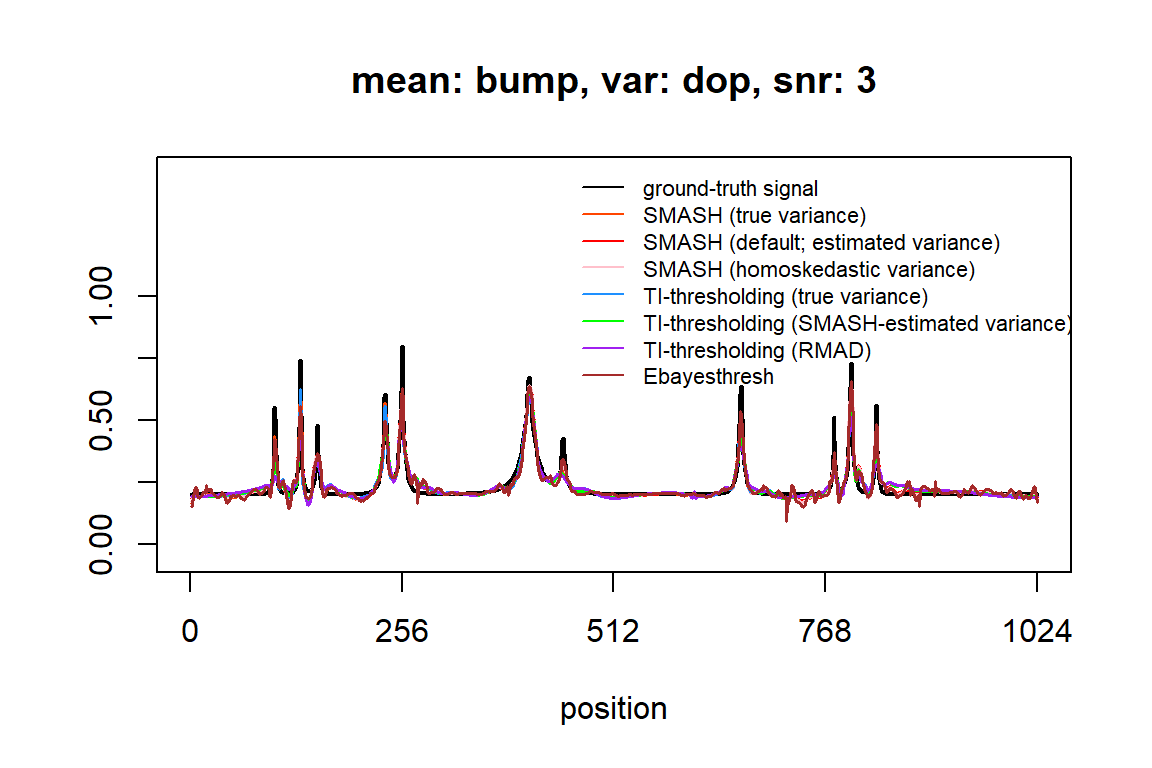 mean: bump, var: dop, snr: 3
ground-truth signal
SMASH (true variance)
SMASH (default; estimated variance)
SMASH (homoskedastic variance)
TI-thresholding (true variance)
TI-thresholding (SMASH-estimated variance)
TI-thresholding (RMAD)
Ebayesthresh
1.00
0.50
0.00
0 256 512 768 1024
position